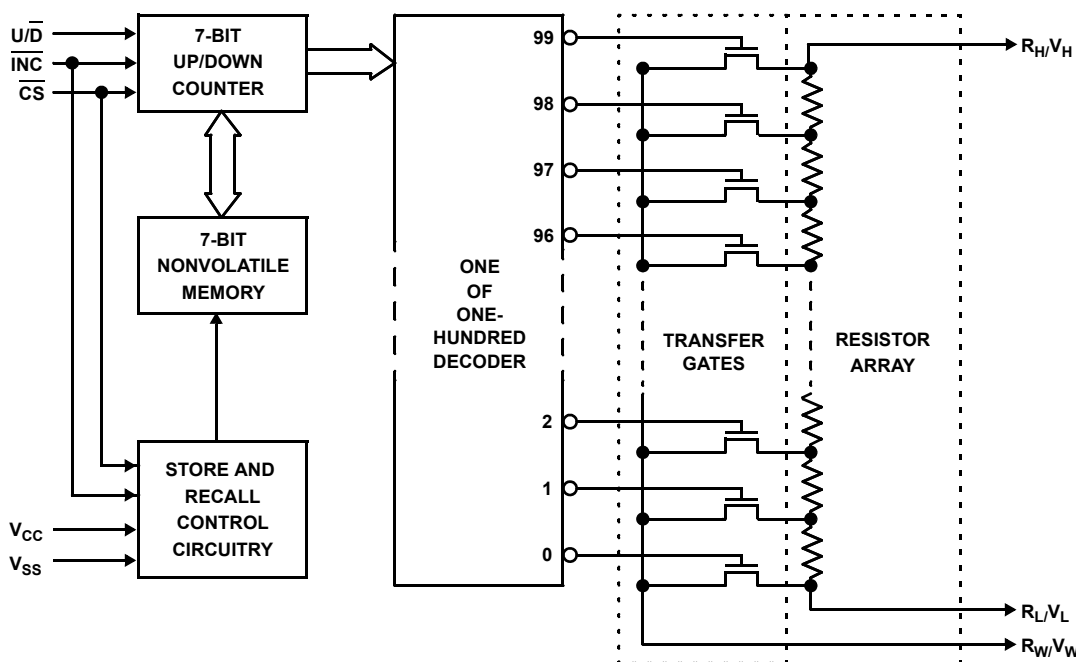 U/D̅
I̅N̅C̅
C̅S̅
7-BIT
UP/DOWN
COUNTER
7-BIT
NONVOLATILE
MEMORY
STORE AND
RECALL
CONTROL
CIRCUITRY
VCC
VSS
ONE
OF
ONE-
HUNDRED
DECODER
99
98
97
96
2
1
0
TRANSFER
GATES
RESISTOR
ARRAY
RH/VH
RL/VL
RW/VW